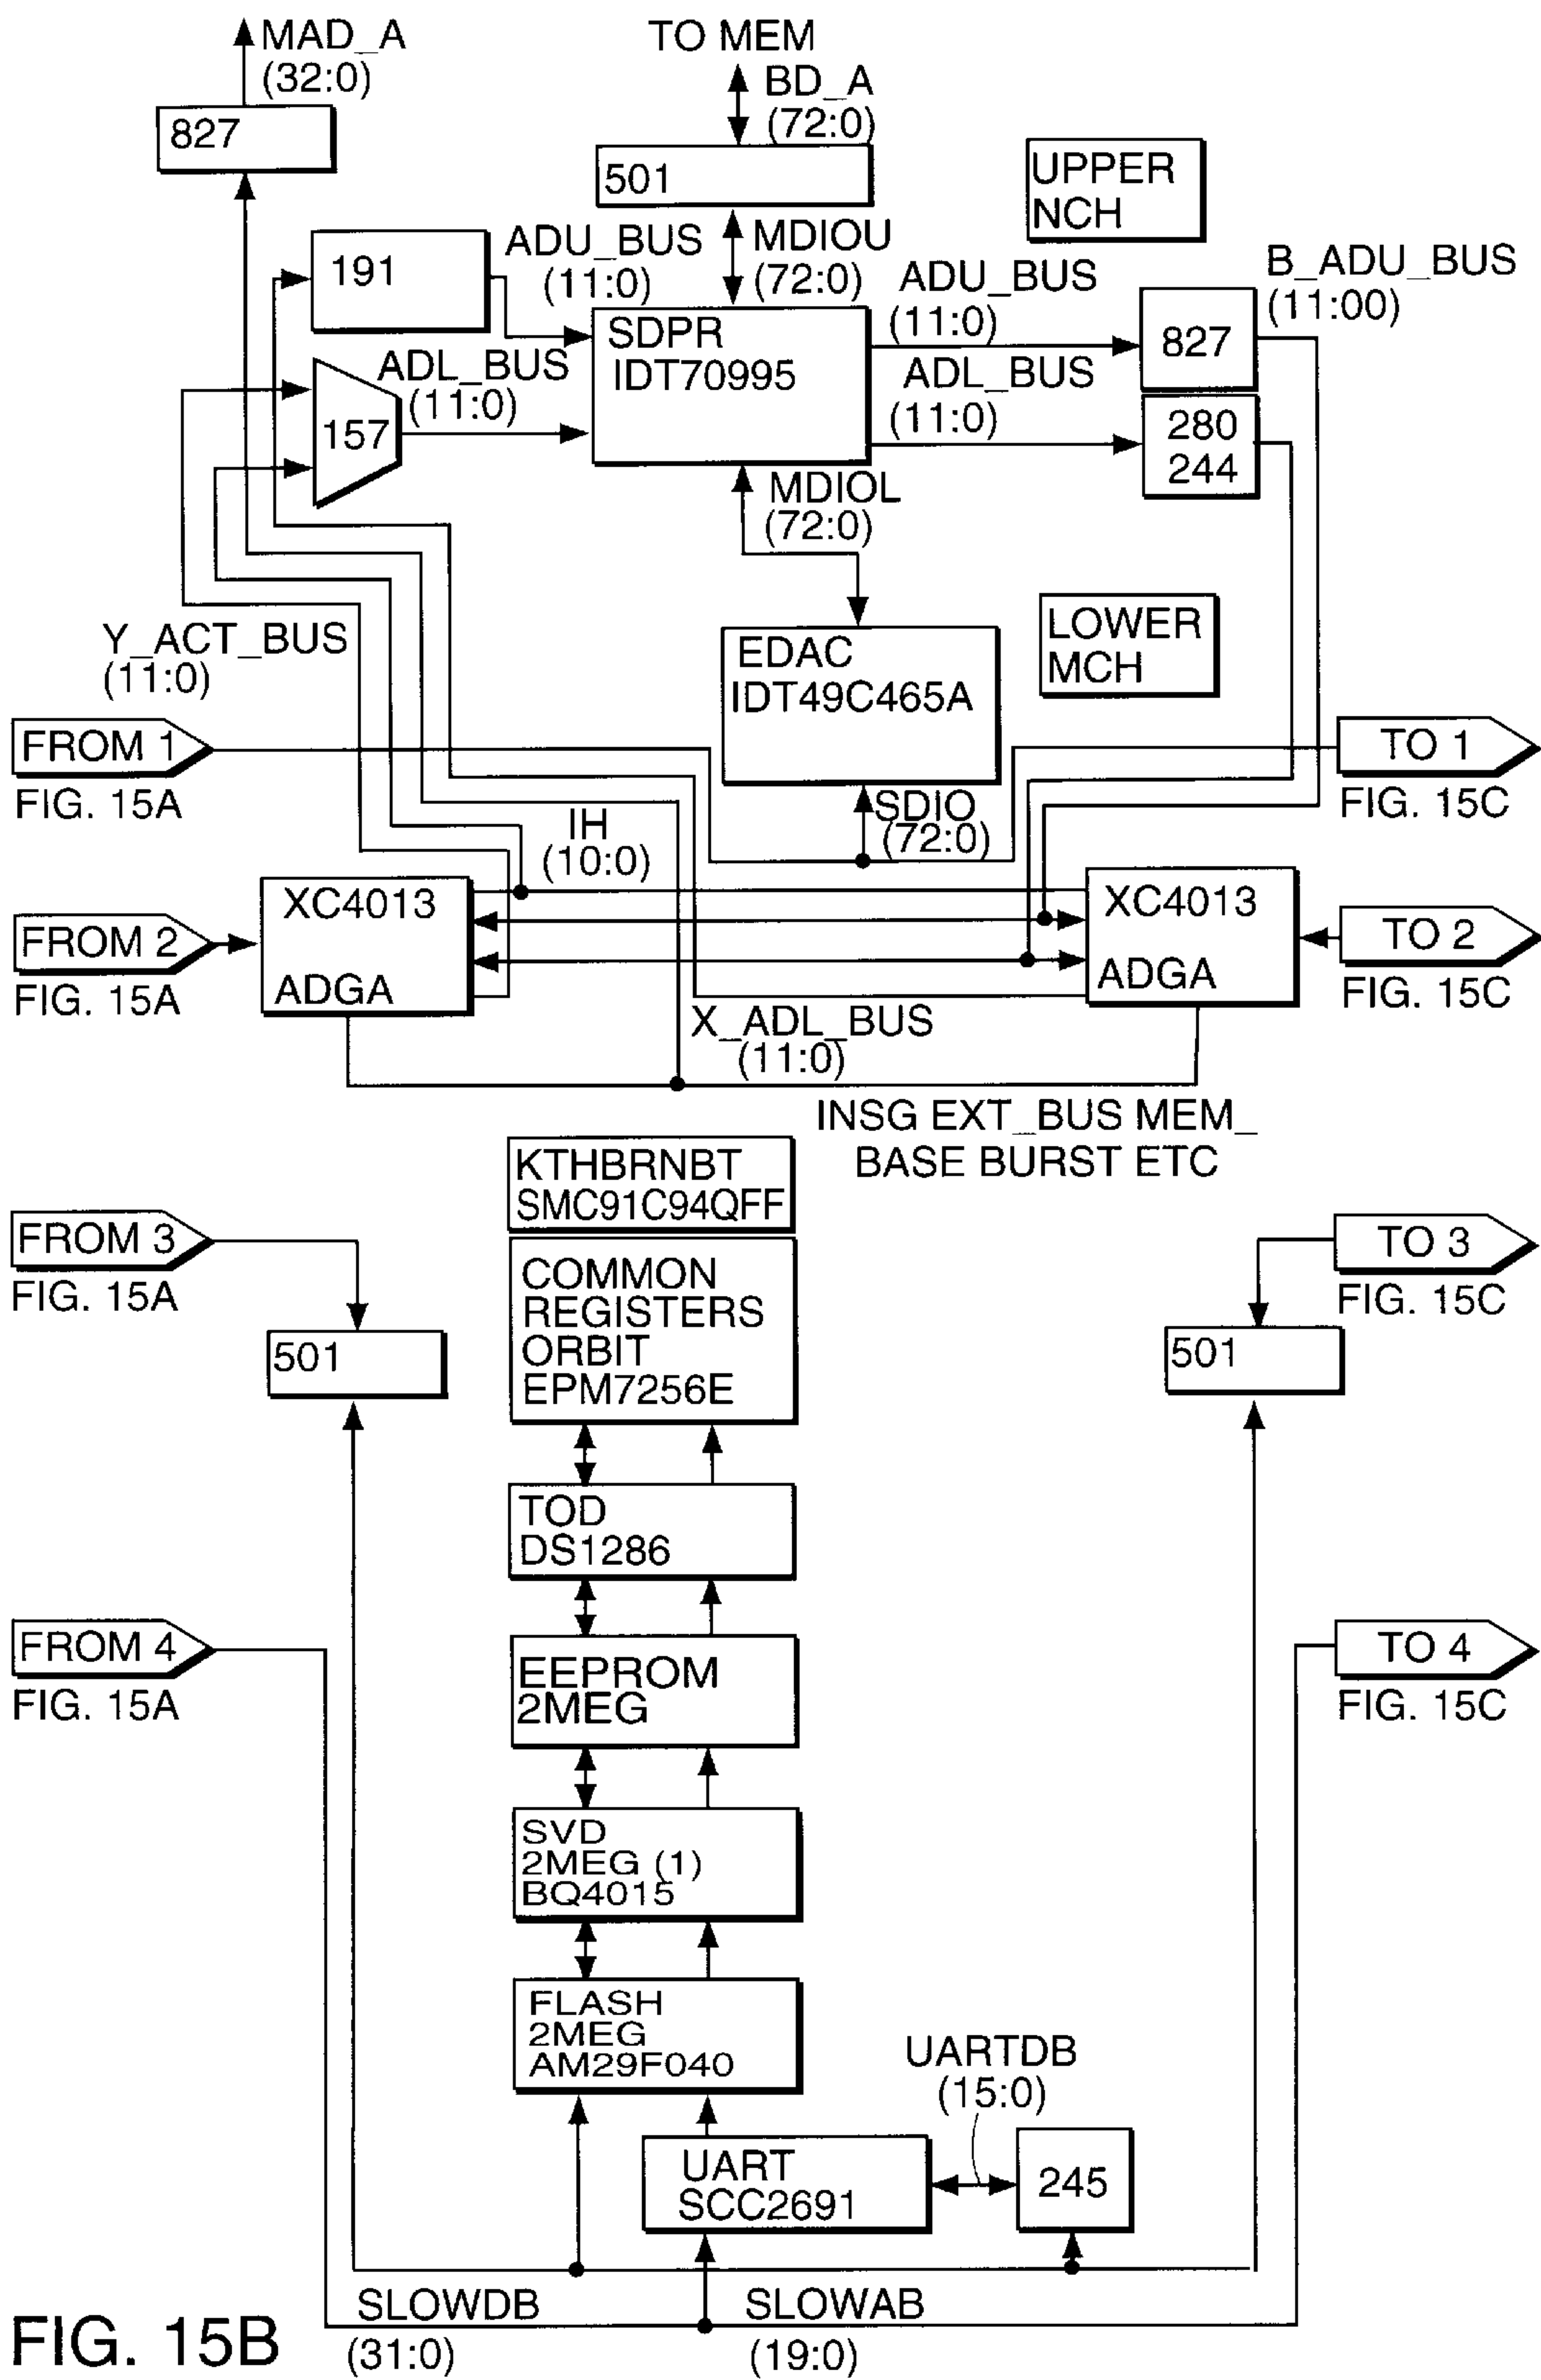 MAD_A
(32:0)
TO MEM
BD_A
(72:0)
827
501
UPPER
NCH
191
ADU_BUS
(11:0)
MDIOU
(72:0)
ADU_BUS
(11:0)
B_ADU_BUS
(11:00)
SDPR
IDT70995
827
ADL_BUS
(11:0)
ADL_BUS
(11:0)
157
280
244
MDIOL
(72:0)
Y_ACT_BUS
(11:0)
EDAC
IDT49C465A
LOWER
MCH
FROM 1
FIG. 15A
TO 1
FIG. 15C
IH
(10:0)
SDIO
(72:0)
FROM 2
FIG. 15A
XC4013
ADGA
XC4013
ADGA
TO 2
FIG. 15C
X_ADL_BUS
(11:0)
INSG EXT_BUS MEM_
BASE BURST ETC
KTHBRNBT
SMC91C94QFF
FROM 3
FIG. 15A
COMMON
REGISTERS
ORBIT
EPM7256E
TO 3
FIG. 15C
501
501
TOD
DS1286
FROM 4
FIG. 15A
EEPROM
2MEG
TO 4
FIG. 15C
SVD
2MEG (1)
BQ4015
FLASH
2MEG
AM29F040
UARTDB
(15:0)
UART
SCC2691
245
SLOWDB
(31:0)
SLOWAB
(19:0)
FIG. 15B